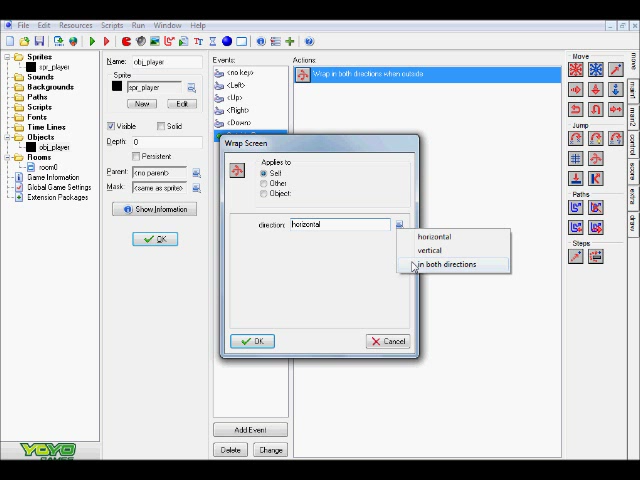 File Edit Resources Scripts Run Window Help
Sprites
spr_player
Sounds
Backgrounds
Paths
Scripts
Fonts
Time Lines
Objects
obj_player
Rooms
room0
Game Information
Global Game Settings
Extension Packages
YOYO
GAMES
Name: obj_player
Sprite
spr_player
New Edit
Visible Solid
Depth: 0
Persistent
Parent: <no parent>
Mask: <same as sprite>
Show Information
OK
Events:
<no key>
<Left>
<Up>
<Right>
<Down>
Add Event
Delete Change
Actions:
Wrap in both directions when outside
Wrap Screen
Applies to
Self
Other
Object:
direction: horizontal
horizontal
vertical
in both directions
OK Cancel
Move
Jump
Paths
Steps
move
main1
main2
control
score
extra
draw